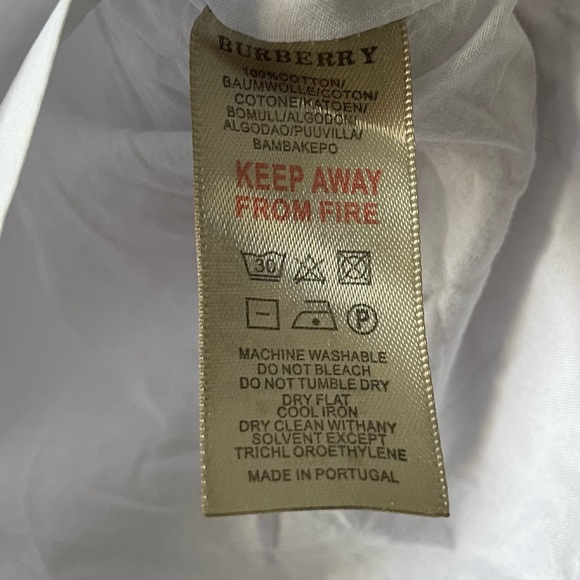 BURBERRY
100%COTTON/
BAUMWOLLE/COTON/
COTONE/KATOEN/
BOMULL/ALGODON/
ALGODAO/PUUVILLA/
BAMBAKEPO
KEEP AWAY
FROM FIRE
30
P
MACHINE WASHABLE
DO NOT BLEACH
DO NOT TUMBLE DRY
DRY FLAT
COOL IRON
DRY CLEAN WITHANY
SOLVENT EXCEPT
TRICHL OROETHYLENE
MADE IN PORTUGAL